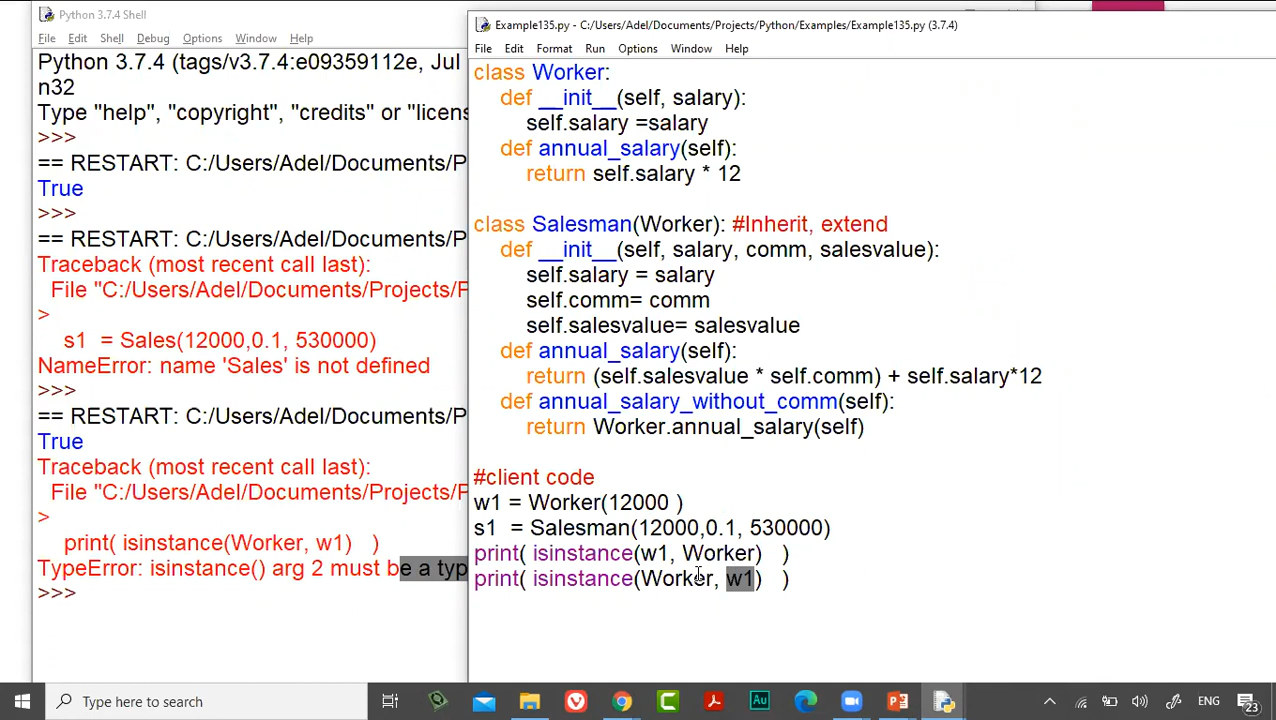 Python 3.7.4 Shell
File Edit Shell Debug Options Window Help
Python 3.7.4 (tags/v3.7.4:e09359112e, Jul
n32
Type "help", "copyright", "credits" or "licens
>>>
== RESTART: C:/Users/Adel/Documents/P
True
>>>
== RESTART: C:/Users/Adel/Documents/P
Traceback (most recent call last):
File "C:/Users/Adel/Documents/Projects/P
>
s1 = Sales(12000,0.1, 530000)
NameError: name 'Sales' is not defined
>>>
== RESTART: C:/Users/Adel/Documents/P
True
Traceback (most recent call last):
File "C:/Users/Adel/Documents/Projects/P
>
print( isinstance(Worker, w1) )
TypeError: isinstance() arg 2 must be a typ
>>>
Example135.py - C:/Users/Adel/Documents/Projects/Python/Examples/Example135.py (3.7.4)
File Edit Format Run Options Window Help
class Worker:
def __init__(self, salary):
self.salary =salary
def annual_salary(self):
return self.salary * 12
class Salesman(Worker): #Inherit, extend
def __init__(self, salary, comm, salesvalue):
self.salary = salary
self.comm= comm
self.salesvalue= salesvalue
def annual_salary(self):
return (self.salesvalue * self.comm) + self.salary*12
def annual_salary_without_comm(self):
return Worker.annual_salary(self)
#client code
w1 = Worker(12000 )
s1 = Salesman(12000,0.1, 530000)
print( isinstance(w1, Worker) )
print( isinstance(Worker, w1) )
Type here to search
Au
ENG
23